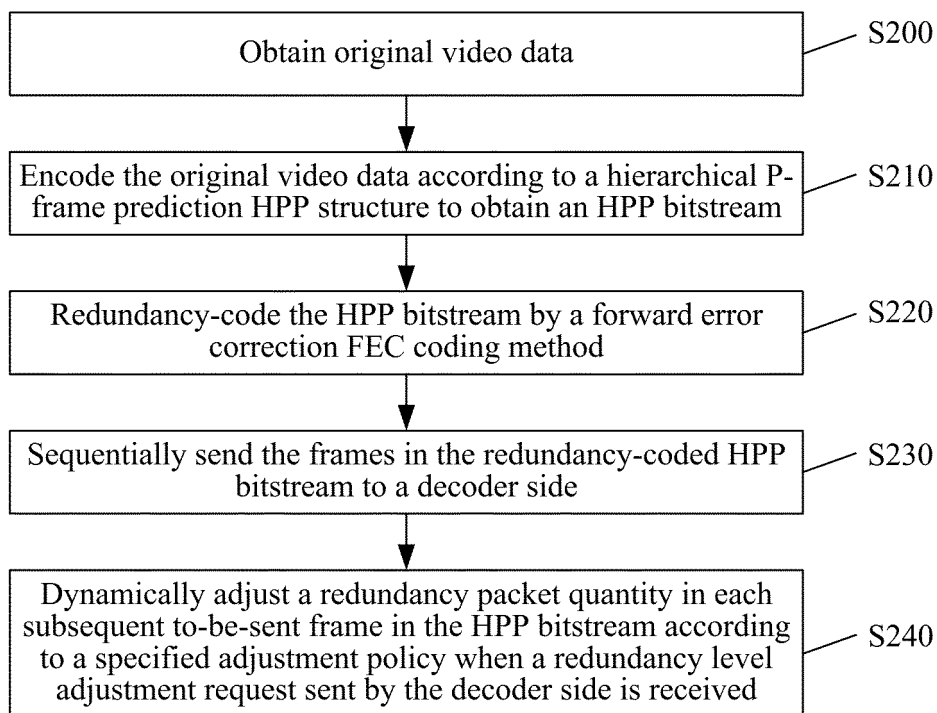 Obtain original video data
S200
Encode the original video data according to a hierarchical P-
frame prediction HPP structure to obtain an HPP bitstream
S210
Redundancy-code the HPP bitstream by a forward error
correction FEC coding method
S220
Sequentially send the frames in the redundancy-coded HPP
bitstream to a decoder side
S230
Dynamically adjust a redundancy packet quantity in each
subsequent to-be-sent frame in the HPP bitstream according
to a specified adjustment policy when a redundancy level
adjustment request sent by the decoder side is received
S240